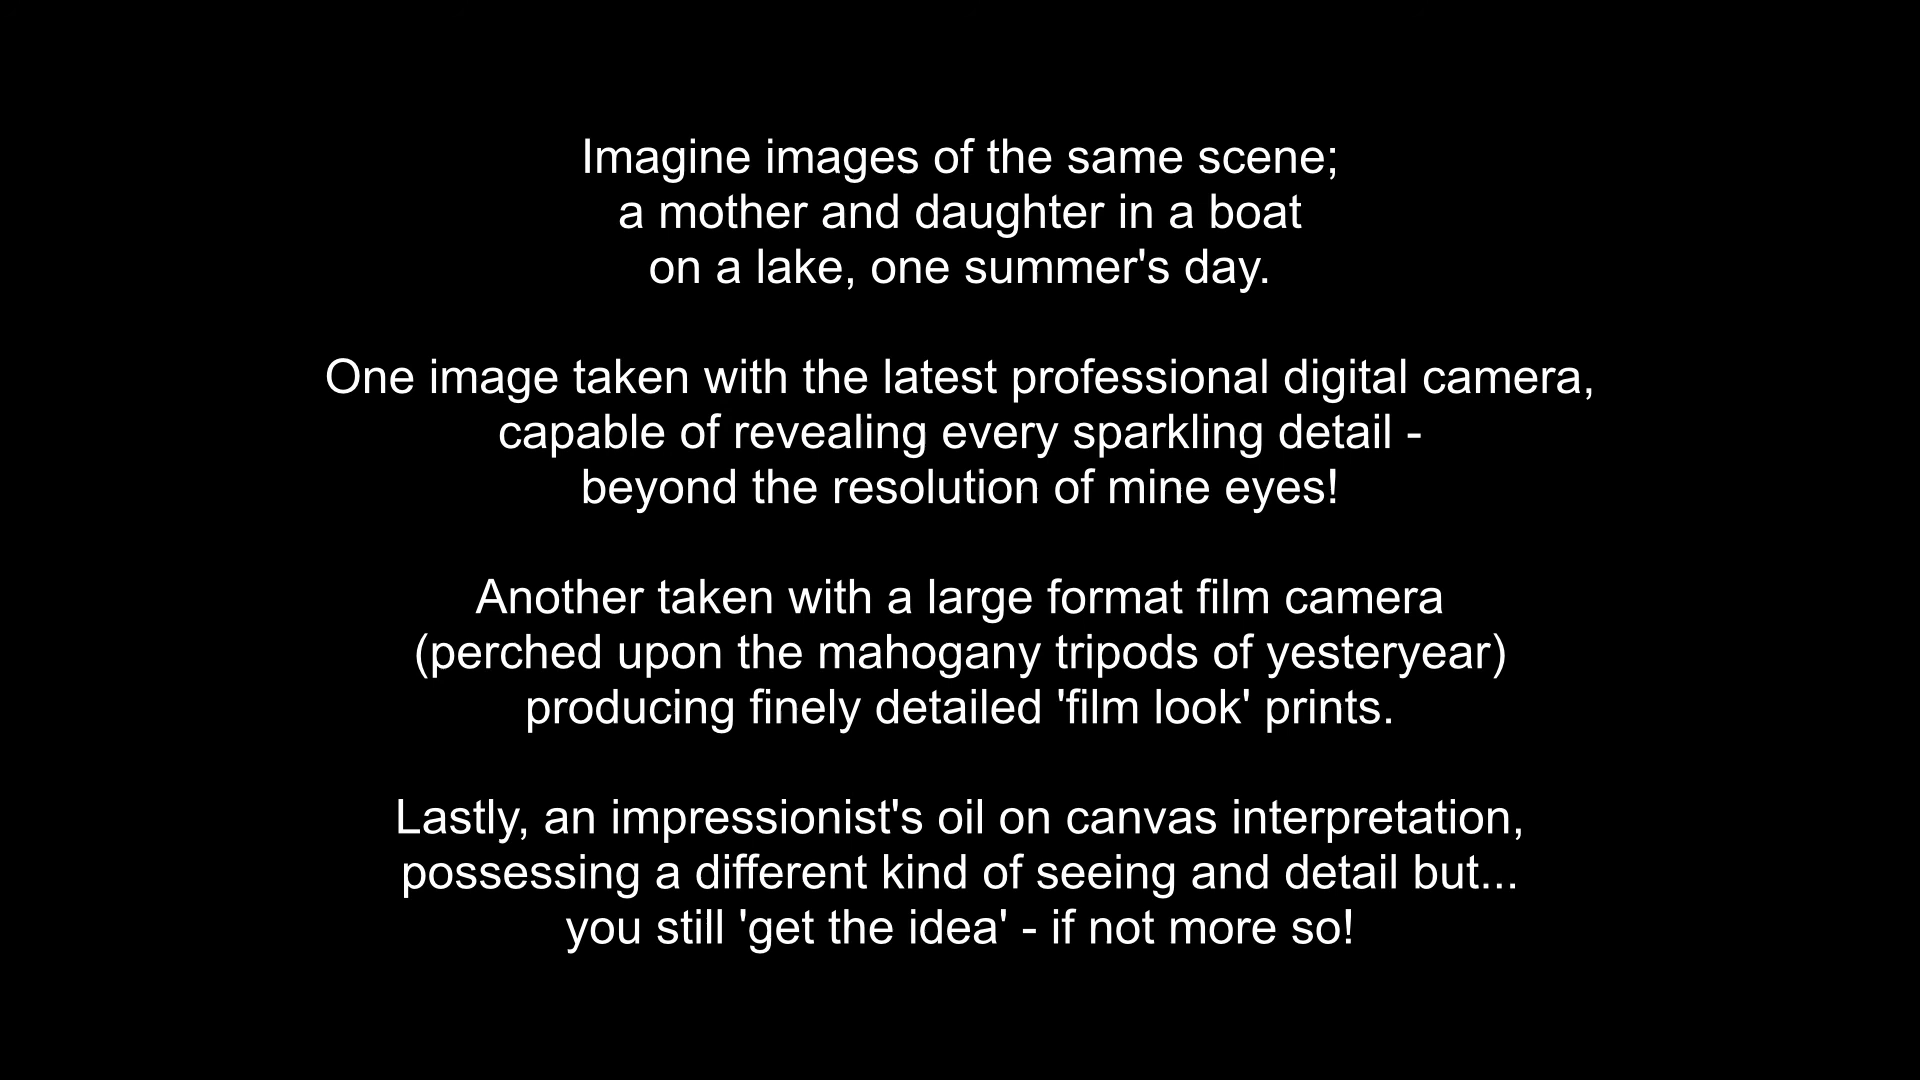 Imagine images of the same scene;
a mother and daughter in a boat
on a lake, one summer's day.
One image taken with the latest professional digital camera,
capable of revealing every sparkling detail -
beyond the resolution of mine eyes!
Another taken with a large format film camera
(perched upon the mahogany tripods of yesteryear)
producing finely detailed 'film look' prints.
Lastly, an impressionist's oil on canvas interpretation,
possessing a different kind of seeing and detail but...
you still 'get the idea' - if not more so!